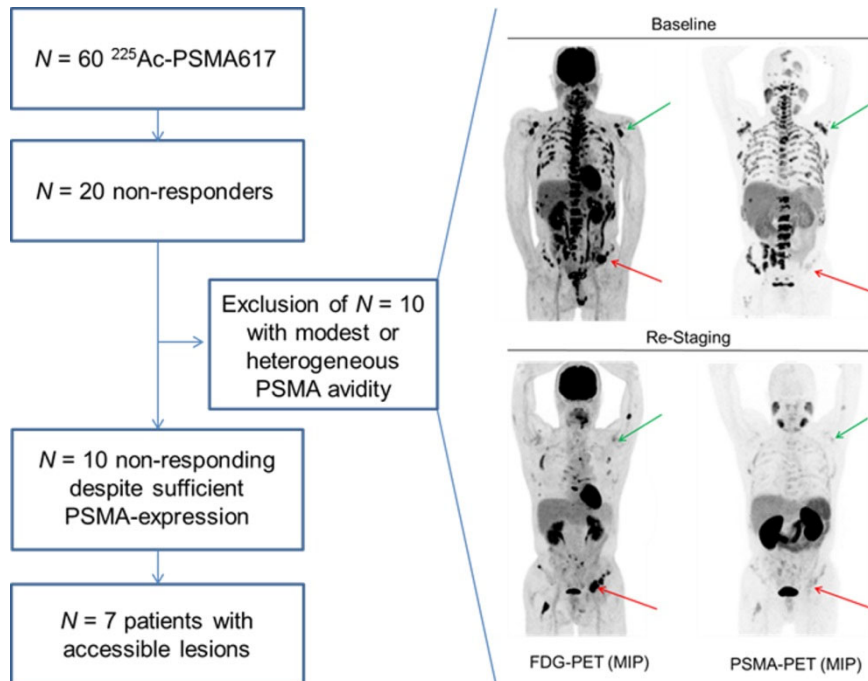 N = 60 ²²⁵Ac-PSMA617
N = 20 non-responders
Exclusion of N = 10
with modest or
heterogeneous
PSMA avidity
N = 10 non-responding
despite sufficient
PSMA-expression
N = 7 patients with
accessible lesions
Baseline
Re-Staging
FDG-PET (MIP)
PSMA-PET (MIP)